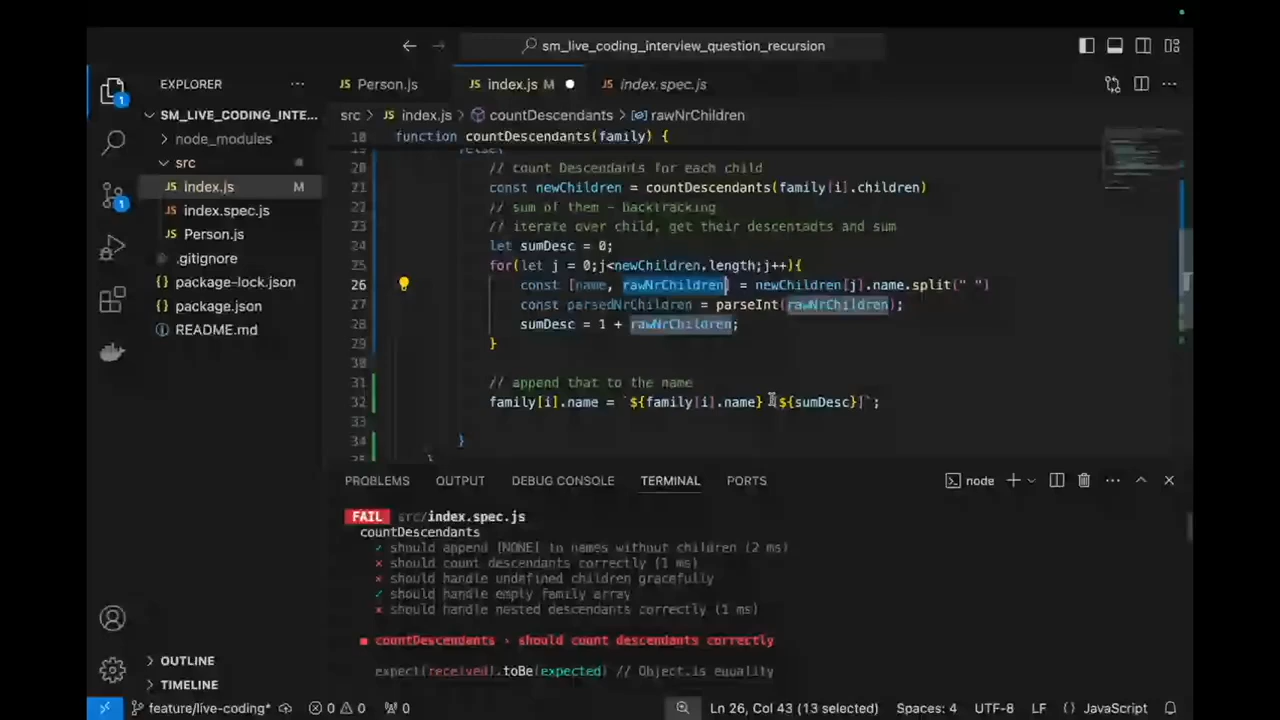 sm_live_coding_interview_question_recursion
EXPLORER
JS Person.js
JS index.js M
JS index.spec.js
SM_LIVE_CODING_INTE...
src > JS index.js > countDescendants > rawNrChildren
node_modules
18 function countDescendants(family) {
src
19 else{
20 // count Descendants for each child
JS index.js M
21 const newChildren = countDescendants(family[i].children)
JS index.spec.js
22 // sum of them - Backtracking
23 // iterate over child, get their descentadts and sum
JS Person.js
24 let sumDesc = 0;
.gitignore
25 for(let j = 0;j<newChildren.length;j++){
package-lock.json
26 const [name, rawNrChildren] = newChildren[j].name.split(" ")
package.json
27 const parsedNrChildren = parseInt(rawNrChildren);
README.md
28 sumDesc = 1 + rawNrChildren;
29 }
30
31 // append that to the name
32 family[i].name = `${family[i].name} [${sumDesc}]`;
33
34 }
35 }
PROBLEMS OUTPUT DEBUG CONSOLE TERMINAL PORTS
node
FAIL src/index.spec.js
countDescendants
✓ should append [NONE] to names without children (2 ms)
× should count descendants correctly (1 ms)
× should handle undefined children gracefully
✓ should handle empty family array
× should handle nested descendants correctly (1 ms)
● countDescendants › should count descendants correctly
expect(received).toBe(expected) // Object.is equality
OUTLINE
TIMELINE
feature/live-coding* 0 0 0
Ln 26, Col 43 (13 selected) Spaces: 4 UTF-8 LF {} JavaScript